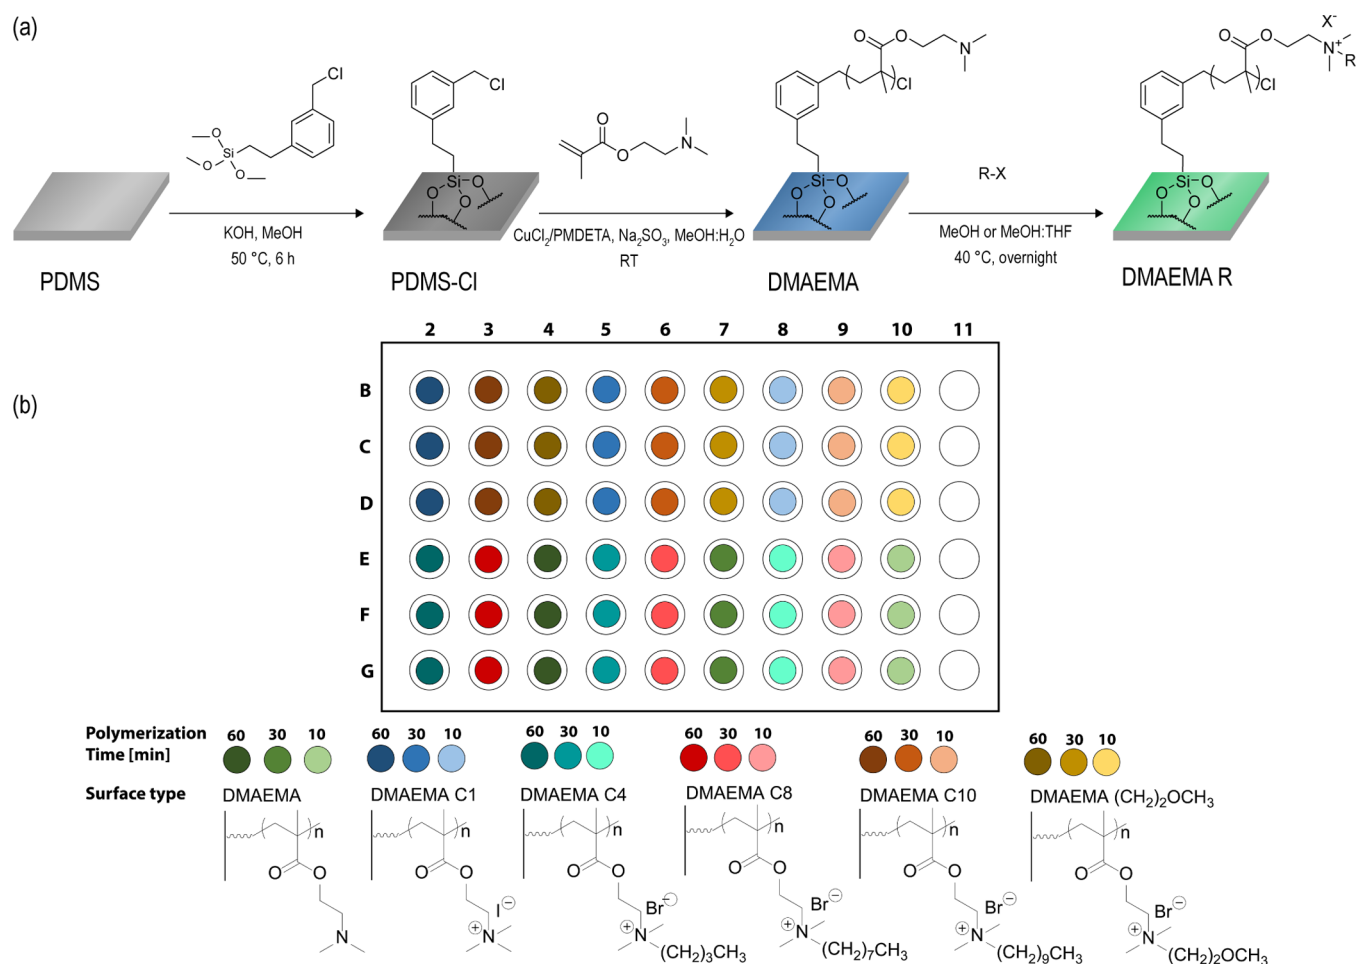 (a)
Cl
O
Si
O
O
KOH, MeOH
50 °C, 6 h
PDMS
Cl
Si
O
O
O
PDMS-Cl
O
O
N
CuCl2/PMDETA, Na2SO3, MeOH:H2O
RT
O
O
N
Cl
Si
O
O
O
DMAEMA
R-X
MeOH or MeOH:THF
40 °C, overnight
X-
O
O
N+
R
Cl
Si
O
O
O
DMAEMA R
(b)
2 3 4 5 6 7 8 9 10 11
B
C
D
E
F
G
Polymerization
Time [min]
60 30 10
60 30 10
60 30 10
60 30 10
60 30 10
60 30 10
Surface type
DMAEMA
DMAEMA C1
DMAEMA C4
DMAEMA C8
DMAEMA C10
DMAEMA (CH2)2OCH3
n
O
O
N
n
O
O
I⊖
N
⊕
n
O
O
Br⊖
N
⊕
(CH2)3CH3
n
O
O
Br⊖
N
⊕
(CH2)7CH3
n
O
O
Br⊖
N
⊕
(CH2)9CH3
n
O
O
Br⊖
N
⊕
(CH2)2OCH3